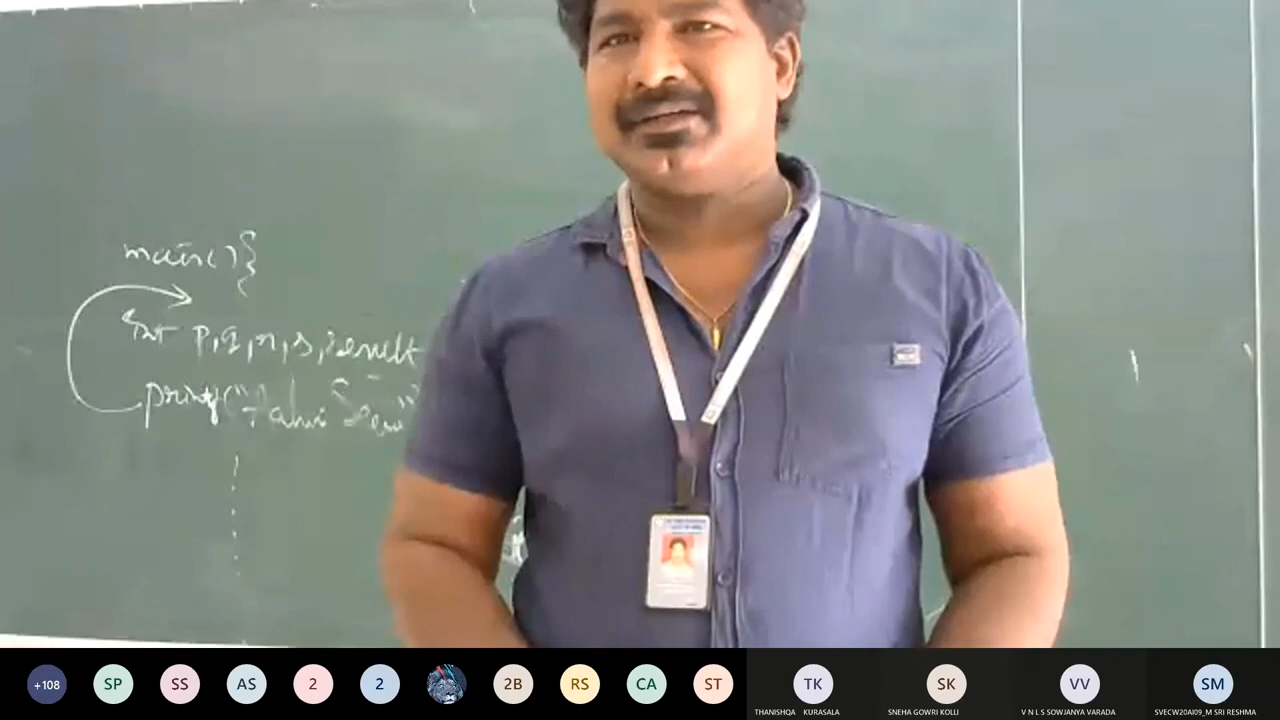 main(){
int p,q,r,s,result
printf("
+108
SP
SS
AS
2
2
2B
RS
CA
ST
TK
SK
VV
SM
THANISHQA KURASALA
SNEHA GOWRI KOLLI
V N L S SOWJANYA VARADA
SVECW20AI09_M SRI RESHMA